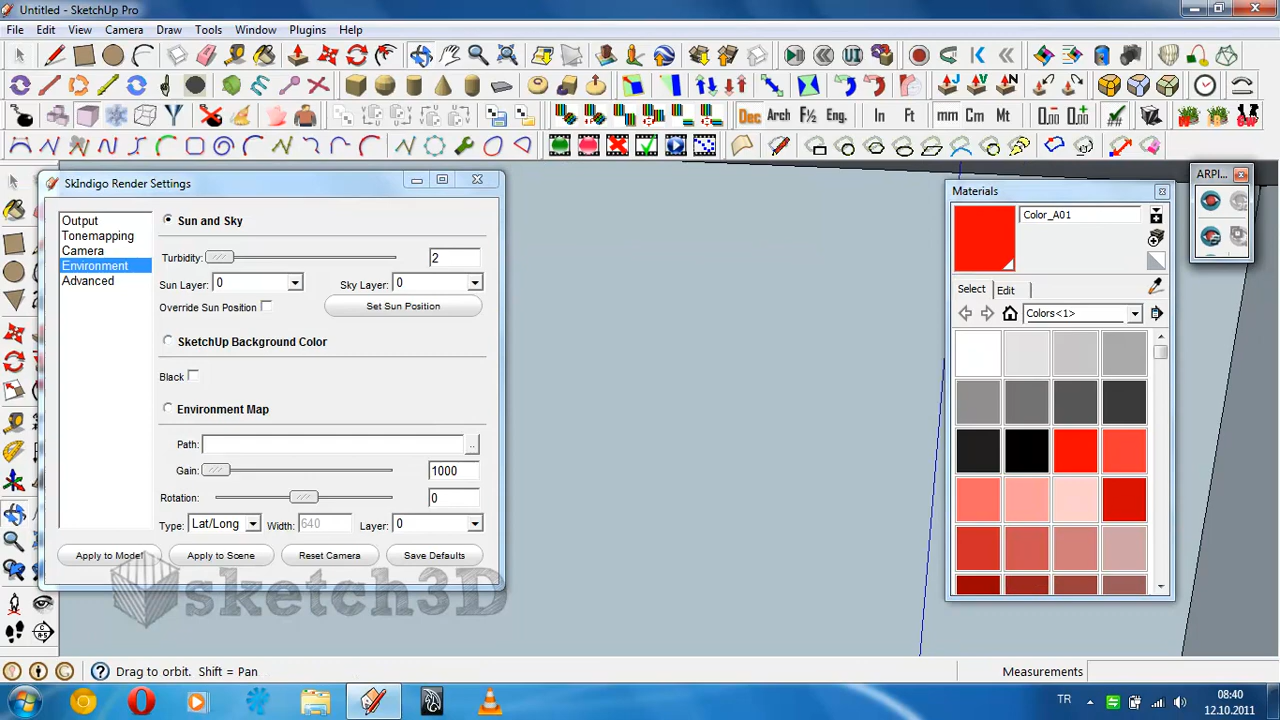 Untitled - SketchUp Pro
File Edit View Camera Draw Tools Window Plugins Help
Dec Arch F½ Eng. In Ft mm Cm Mt
SkIndigo Render Settings
Output
Tonemapping
Camera
Environment
Advanced
Sun and Sky
Turbidity: 2
Sun Layer: 0 Sky Layer: 0
Override Sun Position Set Sun Position
SketchUp Background Color
Black
Environment Map
Path: ..
Gain: 1000
Rotation: 0
Type: Lat/Long Width: 640 Layer: 0
Apply to Model Apply to Scene Reset Camera Save Defaults
sketch3D
Materials
Color_A01
Select Edit
Colors<1>
ARPI...
Drag to orbit. Shift = Pan
Measurements
TR
08:40
12.10.2011